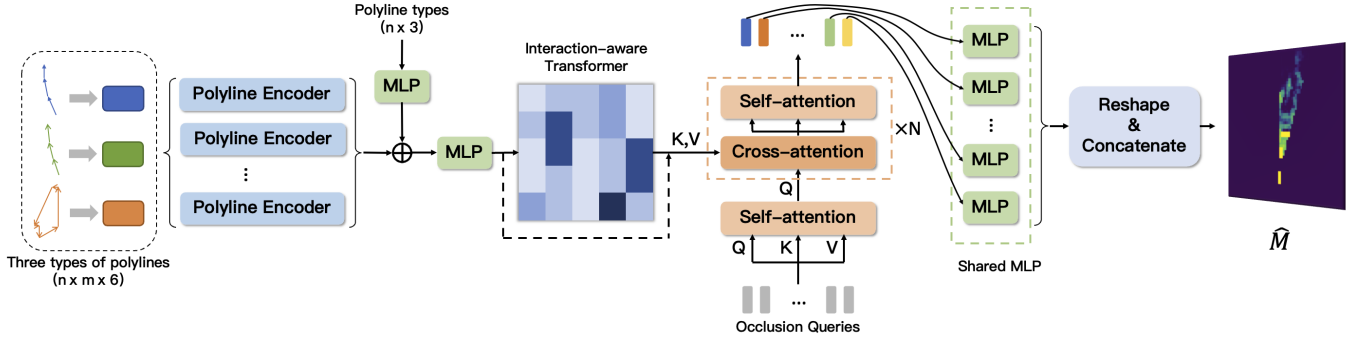 Three types of polylines
(n x m x 6)
Polyline Encoder
Polyline Encoder
...
Polyline Encoder
Polyline types
(n x 3)
MLP
MLP
Interaction-aware
Transformer
K,V
...
Self-attention
Cross-attention
×N
Q
Self-attention
Q K V
...
Occlusion Queries
MLP
MLP
...
MLP
MLP
Shared MLP
Reshape
&
Concatenate
M̂